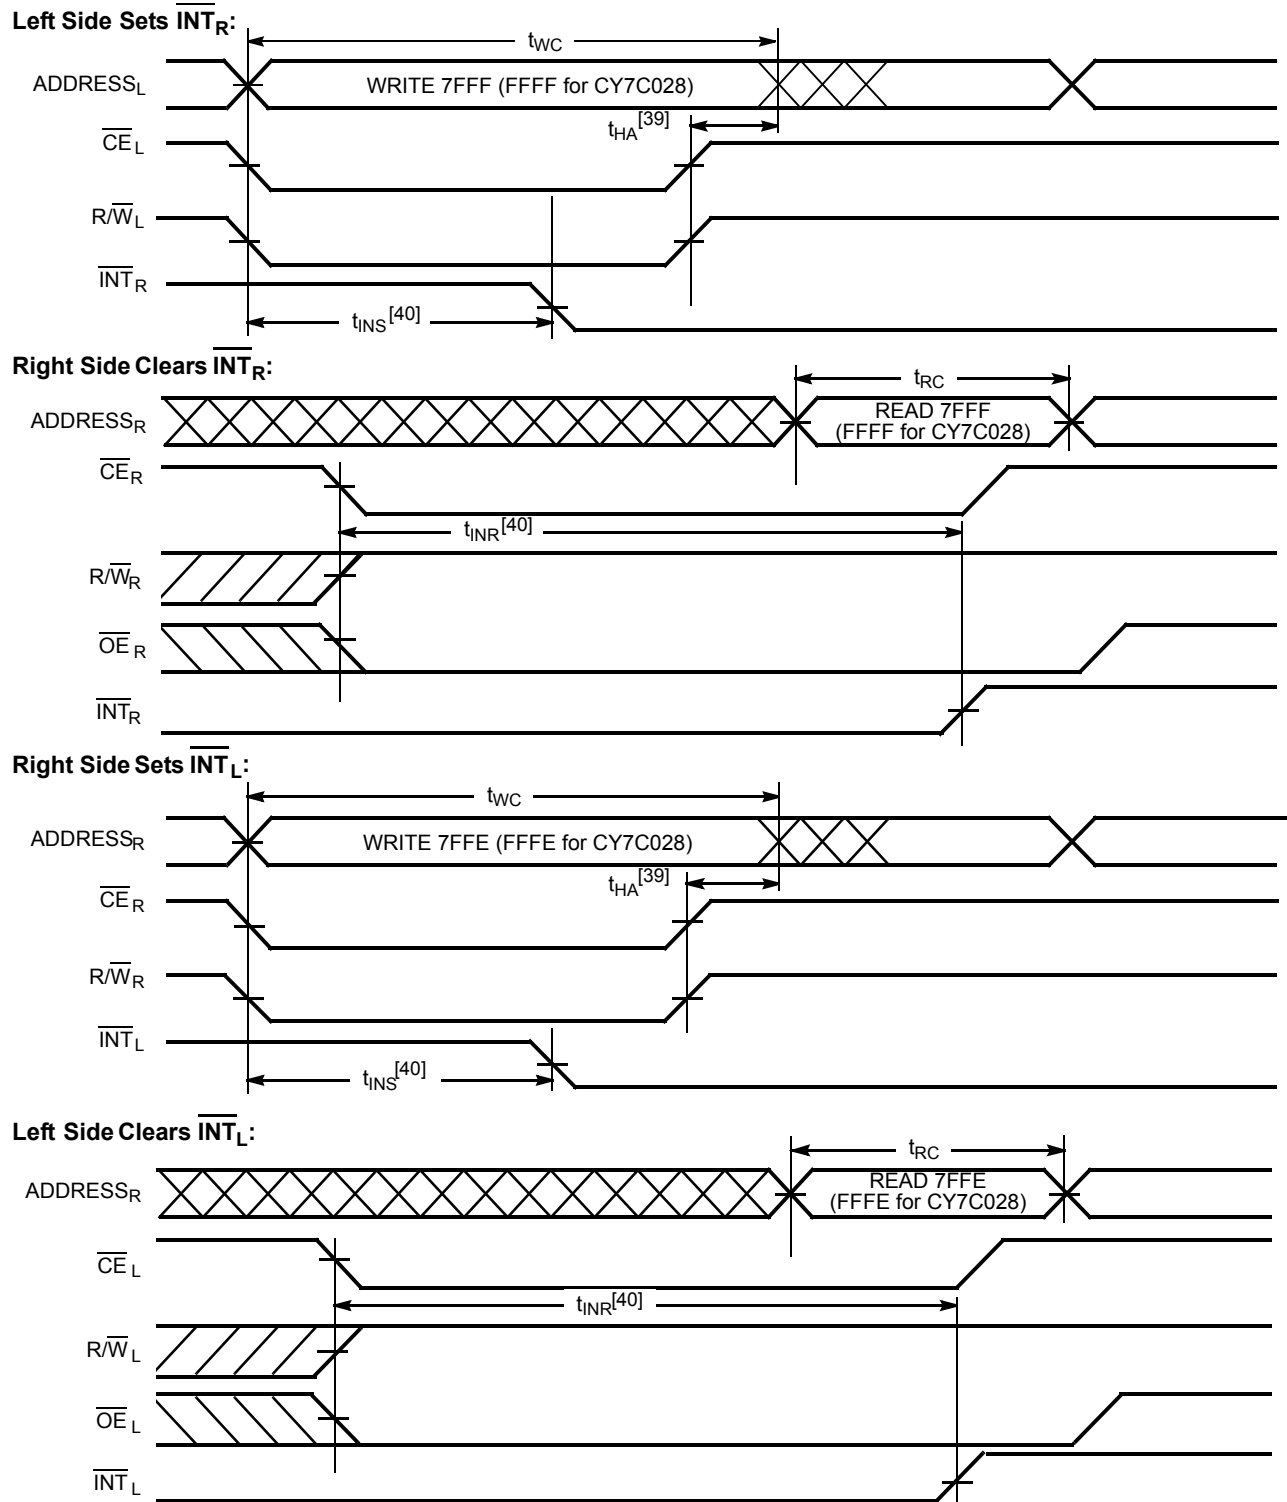 Left Side Sets INTR:
tWC
ADDRESSL
WRITE 7FFF (FFFF for CY7C028)
tHA[39]
CEL
R/WL
INTR
tINS[40]
Right Side Clears INTR:
tRC
ADDRESSR
READ 7FFF
(FFFF for CY7C028)
CER
tINR[40]
R/WR
OER
INTR
Right Side Sets INTL:
tWC
ADDRESSR
WRITE 7FFE (FFFE for CY7C028)
tHA[39]
CER
R/WR
INTL
tINS[40]
Left Side Clears INTL:
tRC
ADDRESSR
READ 7FFE
(FFFE for CY7C028)
CEL
tINR[40]
R/WL
OEL
INTL